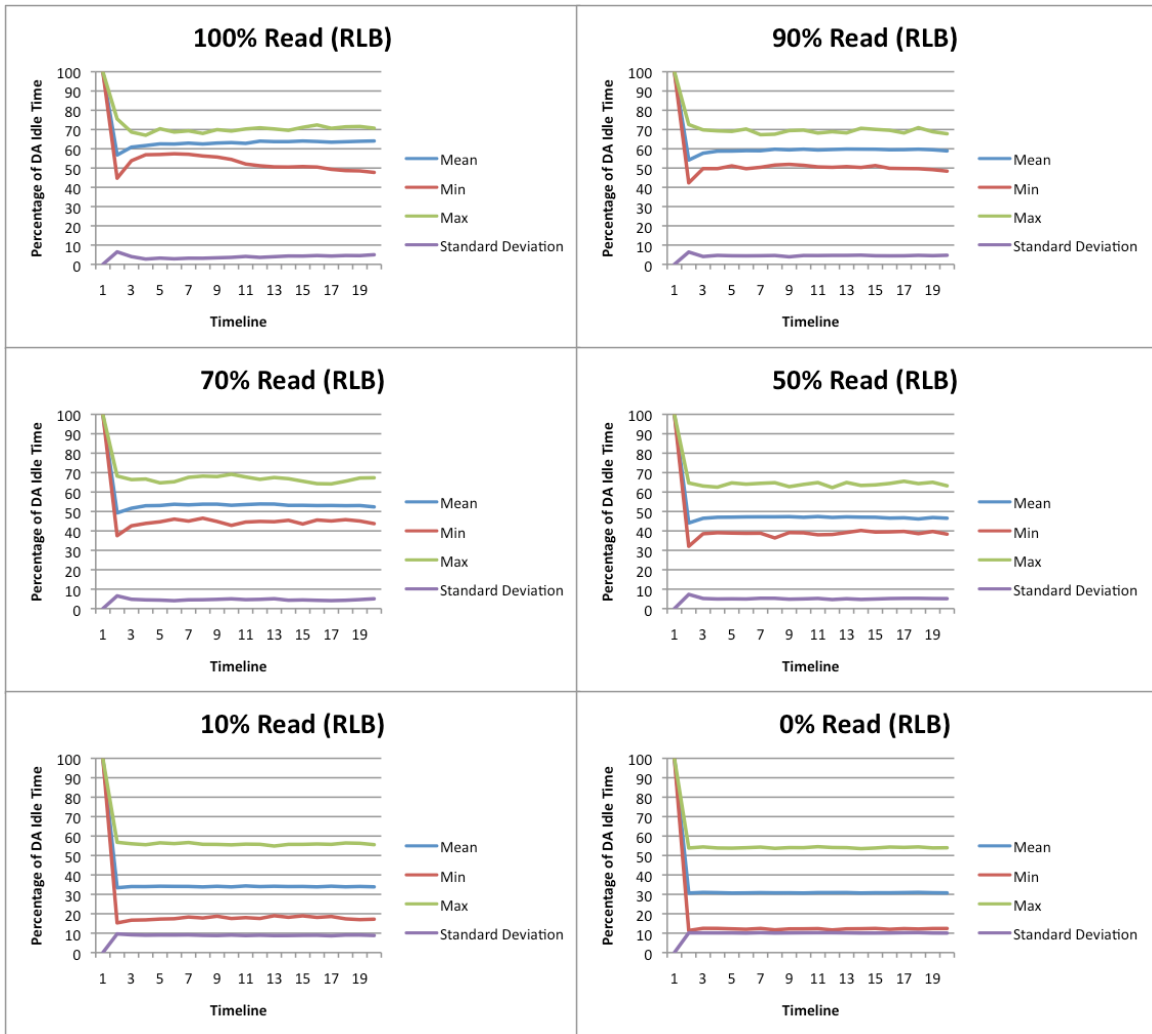 100% Read (RLB)
Percentage of DA Idle Time
100
90
80
70
60
50
40
30
20
10
0
1 3 5 7 9 11 13 15 17 19
Timeline
Mean
Min
Max
Standard Deviation
90% Read (RLB)
Percentage of DA Idle Time
100
90
80
70
60
50
40
30
20
10
0
1 3 5 7 9 11 13 15 17 19
Timeline
Mean
Min
Max
Standard Deviation
70% Read (RLB)
Percentage of DA Idle Time
100
90
80
70
60
50
40
30
20
10
0
1 3 5 7 9 11 13 15 17 19
Timeline
Mean
Min
Max
Standard Deviation
50% Read (RLB)
Percentage of DA Idle Time
100
90
80
70
60
50
40
30
20
10
0
1 3 5 7 9 11 13 15 17 19
Timeline
Mean
Min
Max
Standard Deviation
10% Read (RLB)
Percentage of DA Idle Time
100
90
80
70
60
50
40
30
20
10
0
1 3 5 7 9 11 13 15 17 19
Timeline
Mean
Min
Max
Standard Deviation
0% Read (RLB)
Percentage of DA Idle Time
100
90
80
70
60
50
40
30
20
10
0
1 3 5 7 9 11 13 15 17 19
Timeline
Mean
Min
Max
Standard Deviation